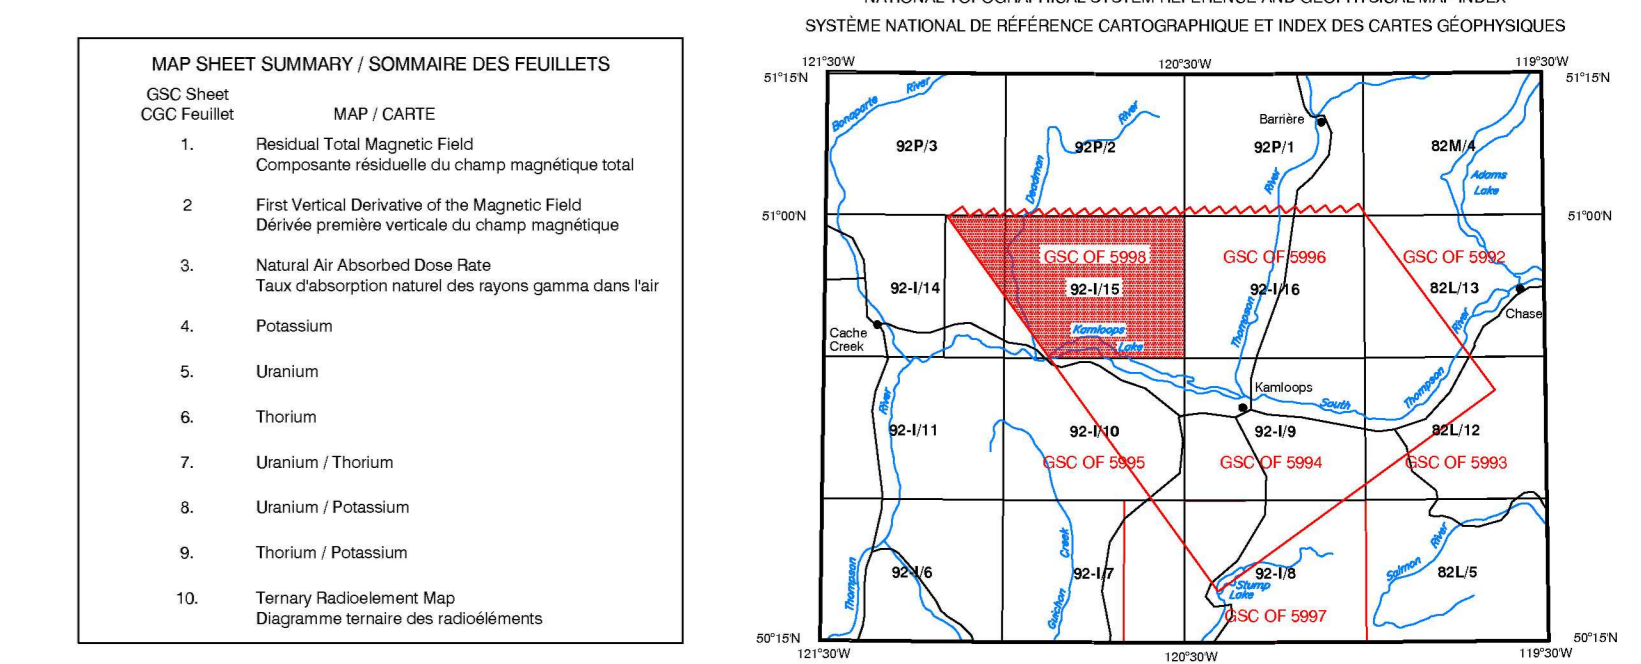 MAP SHEET SUMMARY / SOMMAIRE DES FEUILLETS
GSC Sheet
CGC Feuillet
MAP / CARTE
1.
Residual Total Magnetic Field
Composante résiduelle du champ magnétique total
2
First Vertical Derivative of the Magnetic Field
Dérivée première verticale du champ magnétique
3.
Natural Air Absorbed Dose Rate
Taux d'absorption naturel des rayons gamma dans l'air
4.
Potassium
5.
Uranium
6.
Thorium
7.
Uranium / Thorium
8.
Uranium / Potassium
9.
Thorium / Potassium
10.
Ternary Radioelement Map
Diagramme ternaire des radioéléments
NATIONAL TOPOGRAPHICAL SYSTEM REFERENCE AND GEOPHYSICAL MAP INDEX
SYSTÈME NATIONAL DE RÉFÉRENCE CARTOGRAPHIQUE ET INDEX DES CARTES GÉOPHYSIQUES
121°30'W
120°30'W
119°30'W
51°15'N
51°15'N
Bonaparte River
Deadman River
Barrière
92P/3
92P/2
92P/1
82M/4
River
Adams
Lake
51°00'N
51°00'N
GSC OF 5998
GSC OF 5996
GSC OF 5992
92-I/14
92-I/15
92-I/16
82L/13
Cache
Creek
Kamloops
Lake
Thompson
River
Chase
Kamloops
South
Thompson
River
92-I/11
92-I/10
92-I/9
82L/12
GSC OF 5995
GSC OF 5994
GSC OF 5993
Thompson
Guichon
Creek
92-I/6
92-I/7
92-I/8
82L/5
Stump
Lake
Salmon
River
GSC OF 5997
50°15'N
50°15'N
121°30'W
120°30'W
119°30'W